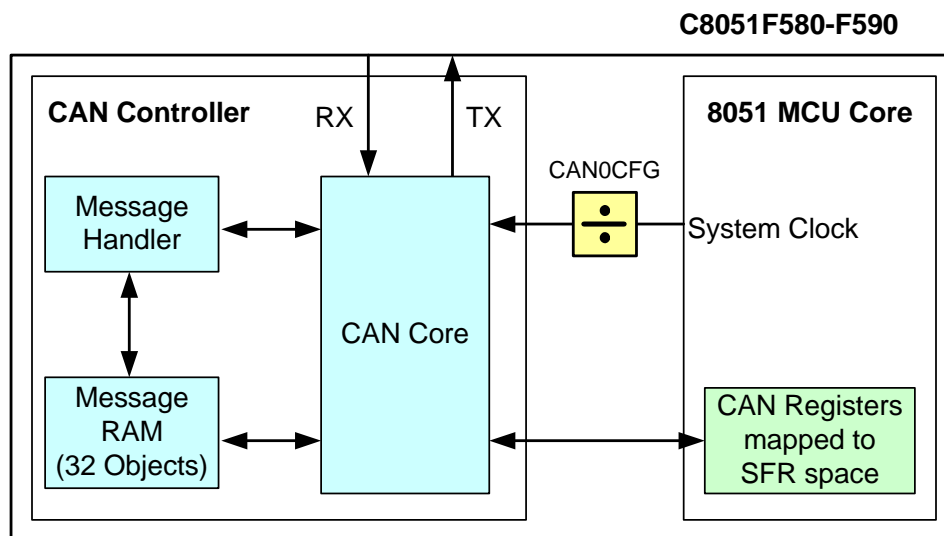 C8051F580-F590
CAN Controller
RX
TX
8051 MCU Core
CAN0CFG
Message
Handler
System Clock
CAN Core
Message
RAM
(32 Objects)
CAN Registers
mapped to
SFR space